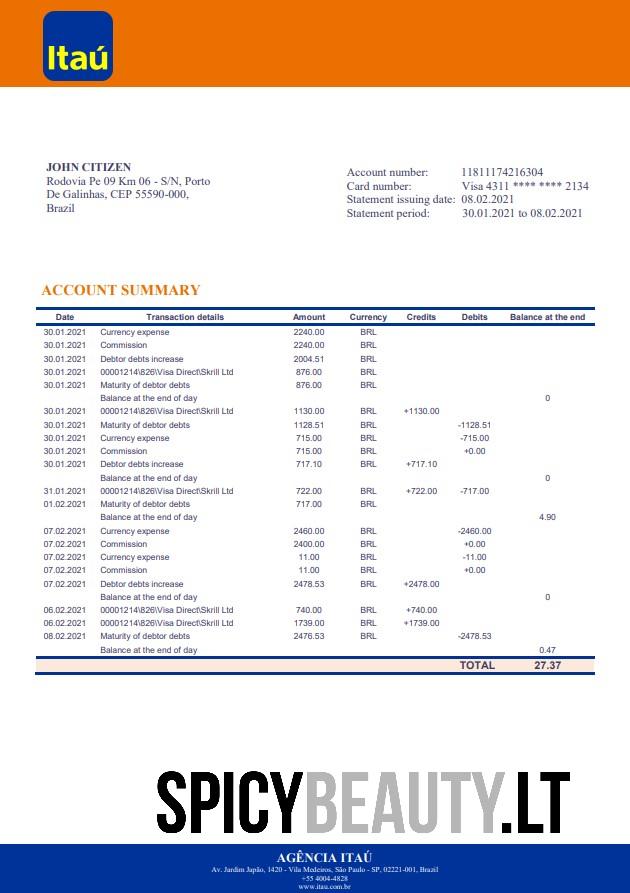 Itaú
JOHN CITIZEN
Rodovia Pe 09 Km 06 - S/N, Porto
De Galinhas, CEP 55590-000,
Brazil
Account number: 11811174216304
Card number: Visa 4311 **** **** 2134
Statement issuing date: 08.02.2021
Statement period: 30.01.2021 to 08.02.2021
ACCOUNT SUMMARY
Date Transaction details Amount Currency Credits Debits Balance at the end
30.01.2021 Currency expense 2240.00 BRL
30.01.2021 Commission 2240.00 BRL
30.01.2021 Debtor debts increase 2004.51 BRL
30.01.2021 00001214\826\Visa Direct\Skrill Ltd 876.00 BRL
30.01.2021 Maturity of debtor debts 876.00 BRL
Balance at the end of day 0
30.01.2021 00001214\826\Visa Direct\Skrill Ltd 1130.00 BRL +1130.00
30.01.2021 Maturity of debtor debts 1128.51 BRL -1128.51
30.01.2021 Currency expense 715.00 BRL -715.00
30.01.2021 Commission 715.00 BRL +0.00
30.01.2021 Debtor debts increase 717.10 BRL +717.10
Balance at the end of day 0
31.01.2021 00001214\826\Visa Direct\Skrill Ltd 722.00 BRL +722.00 -717.00
01.02.2021 Maturity of debtor debts 717.00 BRL
Balance at the end of day 4.90
07.02.2021 Currency expense 2460.00 BRL -2460.00
07.02.2021 Commission 2400.00 BRL +0.00
07.02.2021 Currency expense 11.00 BRL -11.00
07.02.2021 Commission 11.00 BRL +0.00
07.02.2021 Debtor debts increase 2478.53 BRL +2478.00
Balance at the end of day 0
06.02.2021 00001214\826\Visa Direct\Skrill Ltd 740.00 BRL +740.00
06.02.2021 00001214\826\Visa Direct\Skrill Ltd 1739.00 BRL +1739.00
08.02.2021 Maturity of debtor debts 2476.53 BRL -2478.53
Balance at the end of day 0.47
TOTAL 27.37
SPICYBEAUTY.LT
AGÊNCIA ITAÚ
Av. Jardim Japão, 1420 - Vila Medeiros, São Paulo - SP, 02221-001, Brazil
+55 4004-4828
www.itau.com.br